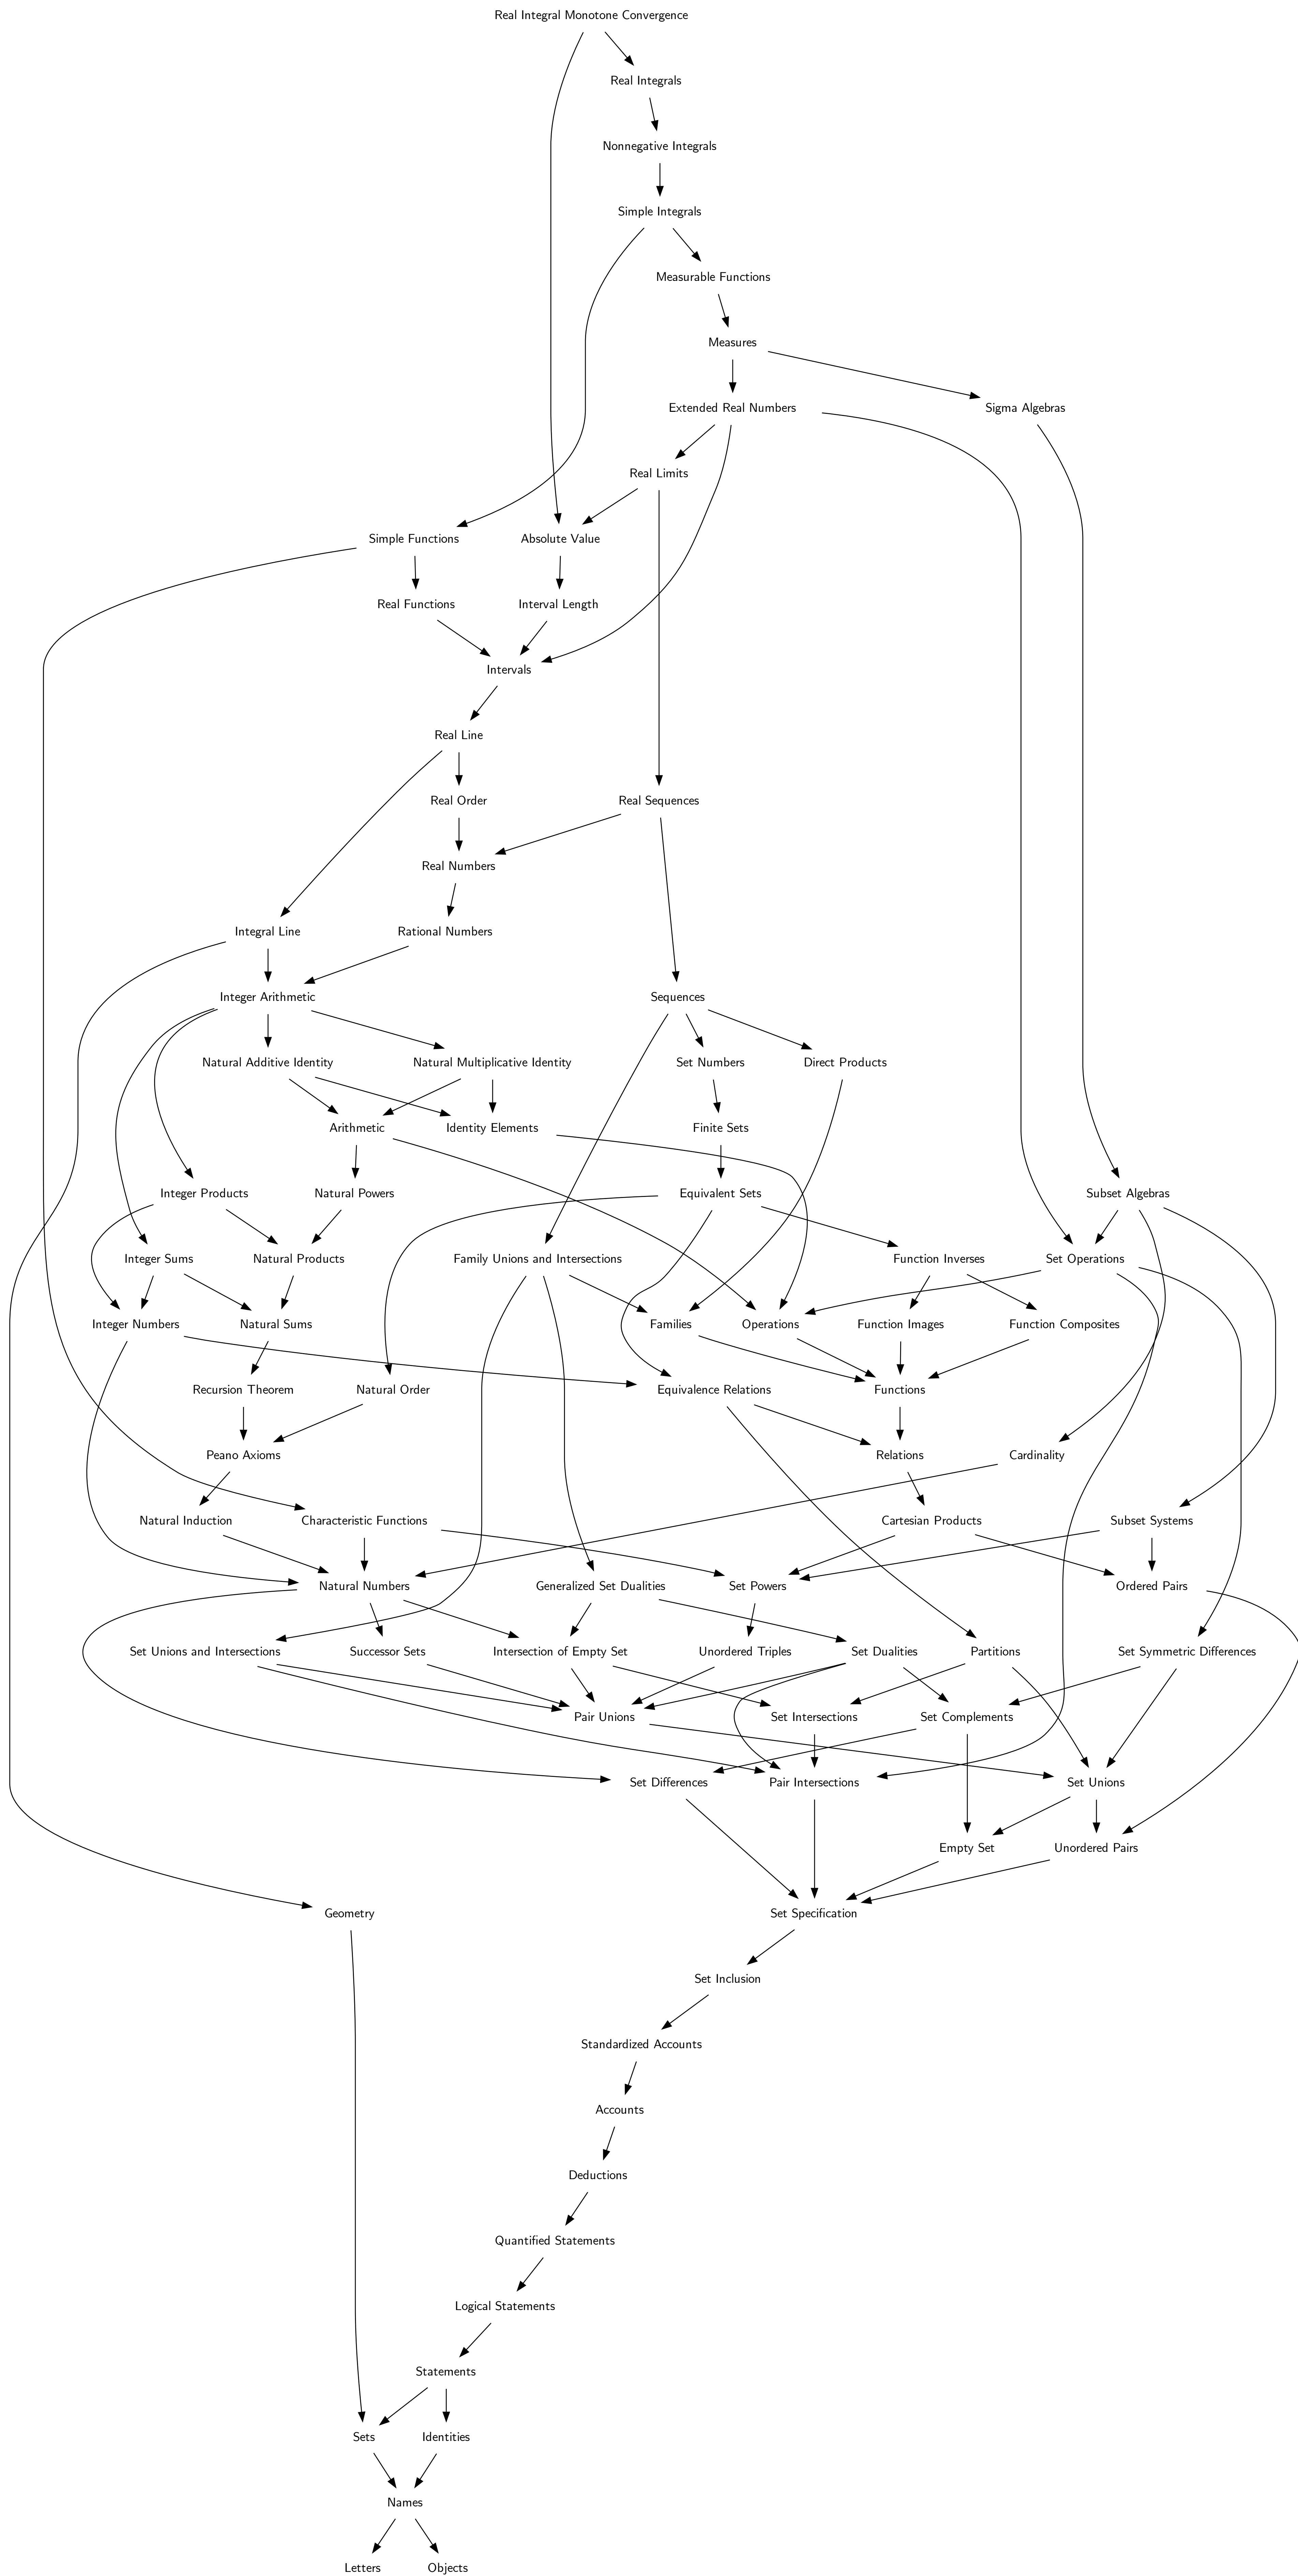 Real Integral Monotone Convergence
Real Integrals
Nonnegative Integrals
Simple Integrals
Measurable Functions
Measures
Extended Real Numbers
Sigma Algebras
Real Limits
Simple Functions
Absolute Value
Real Functions
Interval Length
Intervals
Real Line
Real Order
Real Sequences
Real Numbers
Integral Line
Rational Numbers
Integer Arithmetic
Sequences
Natural Additive Identity
Natural Multiplicative Identity
Set Numbers
Direct Products
Arithmetic
Identity Elements
Finite Sets
Integer Products
Natural Powers
Equivalent Sets
Subset Algebras
Integer Sums
Natural Products
Family Unions and Intersections
Function Inverses
Set Operations
Integer Numbers
Natural Sums
Families
Operations
Function Images
Function Composites
Recursion Theorem
Natural Order
Equivalence Relations
Functions
Peano Axioms
Relations
Cardinality
Natural Induction
Characteristic Functions
Cartesian Products
Subset Systems
Natural Numbers
Generalized Set Dualities
Set Powers
Ordered Pairs
Set Unions and Intersections
Successor Sets
Intersection of Empty Set
Unordered Triples
Set Dualities
Partitions
Set Symmetric Differences
Pair Unions
Set Intersections
Set Complements
Set Differences
Pair Intersections
Set Unions
Empty Set
Unordered Pairs
Geometry
Set Specification
Set Inclusion
Standardized Accounts
Accounts
Deductions
Quantified Statements
Logical Statements
Statements
Sets
Identities
Names
Letters
Objects